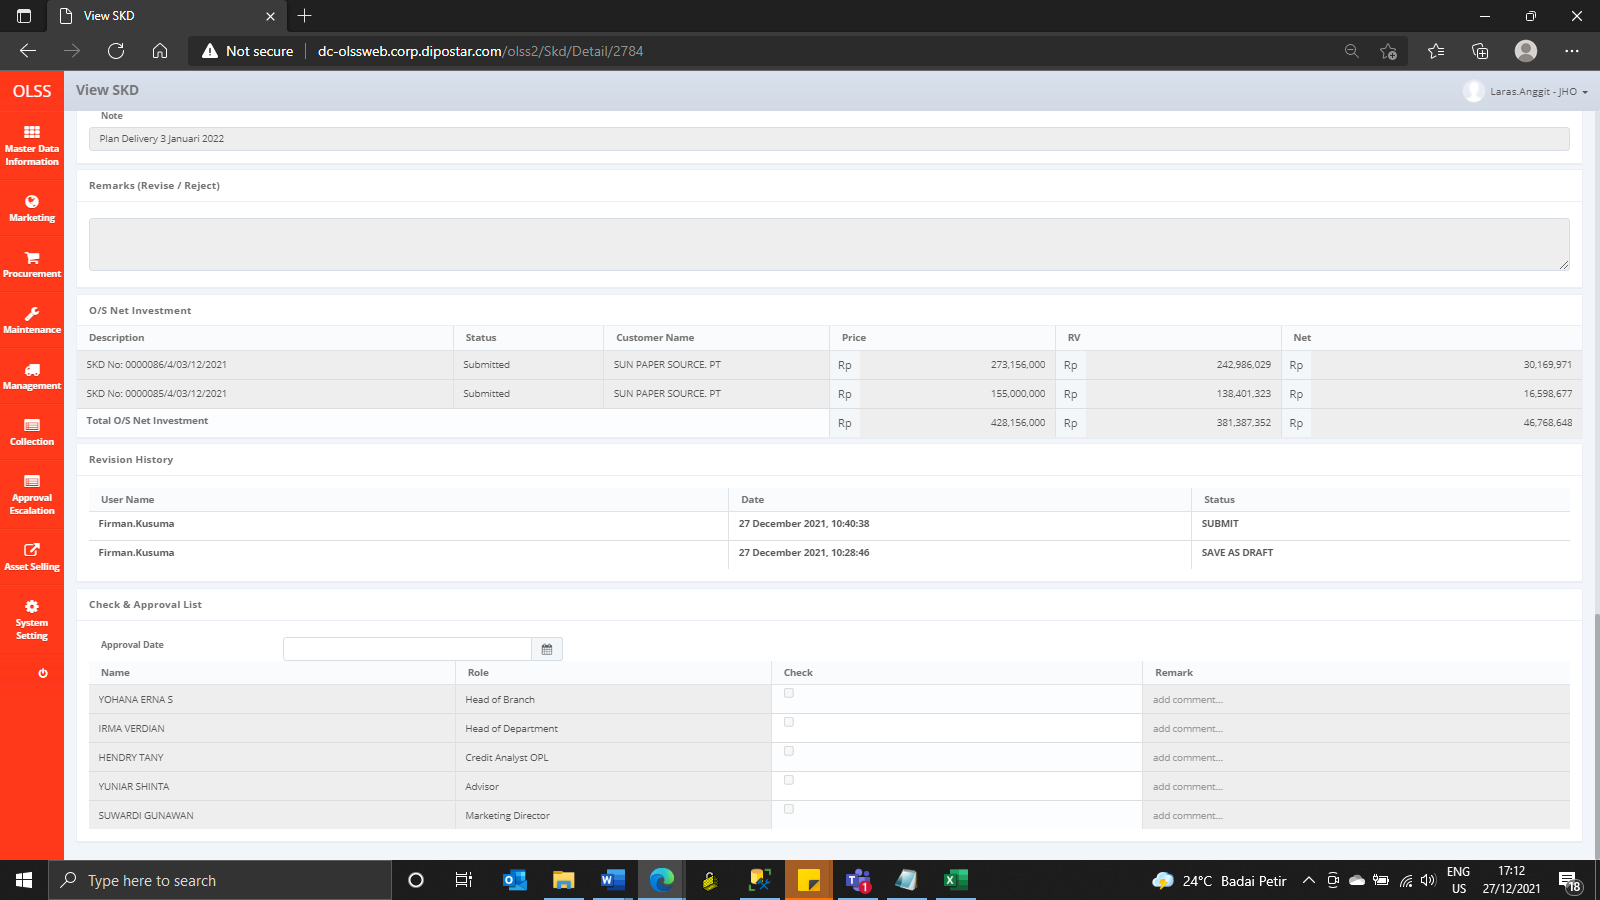 View SKD
Not secure
dc-olssweb.corp.dipostar.com/olss2/Skd/Detail/2784
OLSS
View SKD
Laras.Anggit - JHO
Master Data
Information
Marketing
Procurement
Maintenance
Management
Collection
Approval
Escalation
Asset Selling
System
Setting
Note
Plan Delivery 3 Januari 2022
Remarks (Revise / Reject)
O/S Net Investment
Description Status Customer Name Price RV Net
SKD No: 0000086/4/03/12/2021 Submitted SUN PAPER SOURCE. PT Rp 273,156,000 Rp 242,986,029 Rp 30,169,971
SKD No: 0000085/4/03/12/2021 Submitted SUN PAPER SOURCE. PT Rp 155,000,000 Rp 138,401,323 Rp 16,598,677
Total O/S Net Investment Rp 428,156,000 Rp 381,387,352 Rp 46,768,648
Revision History
User Name Date Status
Firman.Kusuma 27 December 2021, 10:40:38 SUBMIT
Firman.Kusuma 27 December 2021, 10:28:46 SAVE AS DRAFT
Check & Approval List
Approval Date
Name Role Check Remark
YOHANA ERNA S Head of Branch add comment...
IRMA VERDIAN Head of Department add comment...
HENDRY TANY Credit Analyst OPL add comment...
YUNIAR SHINTA Advisor add comment...
SUWARDI GUNAWAN Marketing Director add comment...
Type here to search
1
24°C Badai Petir
ENG
US
17:12
27/12/2021
18